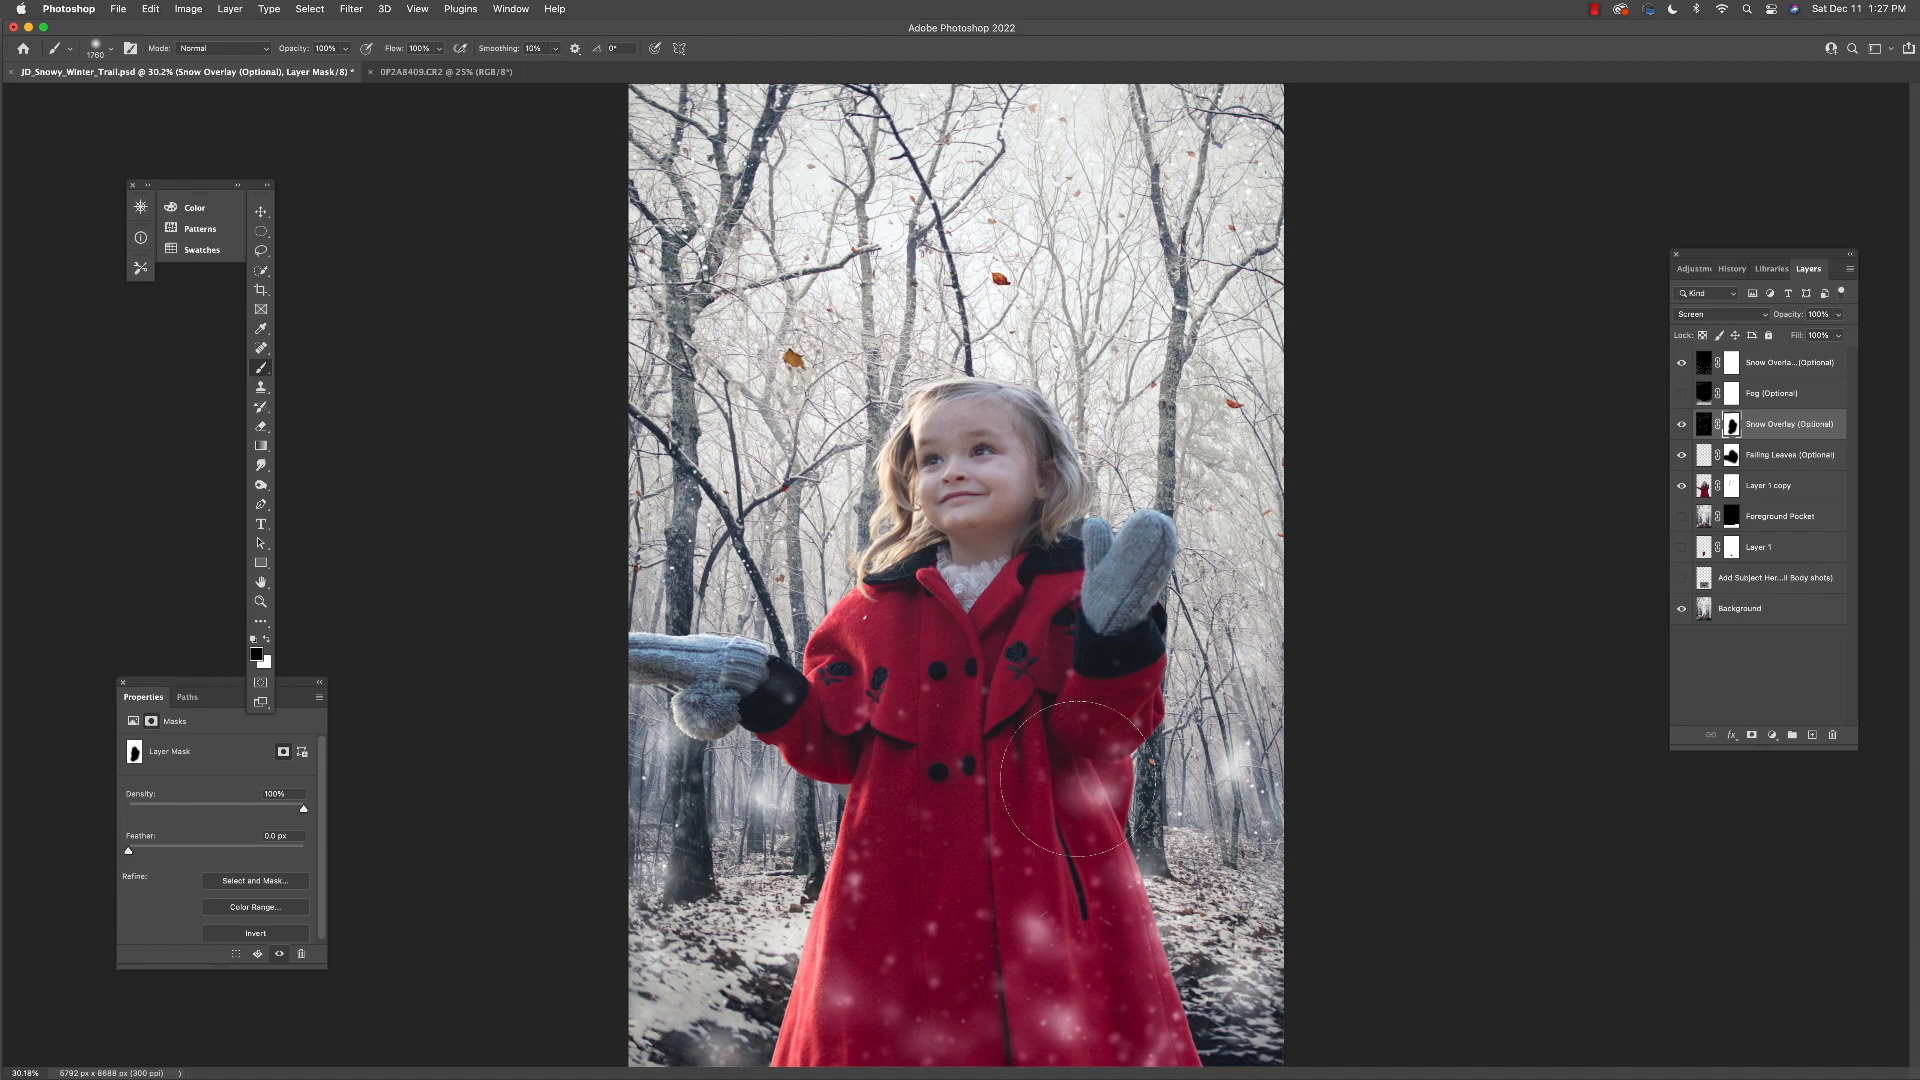 Photoshop File Edit Image Layer Type Select Filter 3D View Plugins Window Help Sat Dec 11 1:27 PM
Adobe Photoshop 2022
1760 Mode: Normal Opacity: 100% Flow: 100% Smoothing: 10% 0°
JD_Snowy_Winter_Trail.psd @ 30.2% (Snow Overlay (Optional), Layer Mask/8) * 0P2A8409.CR2 @ 25% (RGB/8*)
Color
Patterns
Swatches
Properties Paths
Masks
Layer Mask
Density: 100%
Feather: 0.0 px
Refine: Select and Mask...
Color Range...
Invert
Adjustm History Libraries Layers
Kind
Screen Opacity: 100%
Lock: Fill: 100%
Snow Overla...(Optional)
Fog (Optional)
Snow Overlay (Optional)
Falling Leaves (Optional)
Layer 1 copy
Foreground Pocket
Layer 1
Add Subject Her...ll Body shots)
Background
30.18% 5792 px x 8688 px (300 ppi)